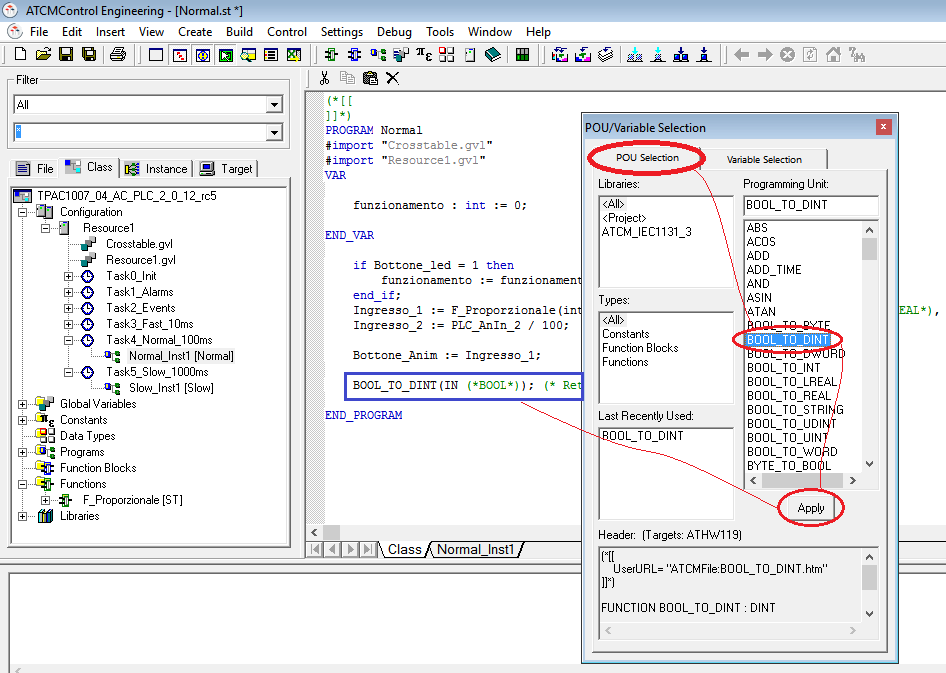 ATCMControl Engineering - [Normal.st *]
File Edit Insert View Create Build Control Settings Debug Tools Window Help
Filter
All
*
File Class Instance Target
TPAC1007_04_AC_PLC_2_0_12_rc5
Configuration
Resource1
Crosstable.gvl
Resource1.gvl
Task0_Init
Task1_Alarms
Task2_Events
Task3_Fast_10ms
Task4_Normal_100ms
Normal_Inst1 [Normal]
Task5_Slow_1000ms
Slow_Inst1 [Slow]
Global Variables
Constants
Data Types
Programs
Function Blocks
Functions
F_Proporzionale [ST]
Libraries
(*[[
]]*)
PROGRAM Normal
#import "Crosstable.gvl"
#import "Resource1.gvl"
VAR
funzionamento : int := 0;
END_VAR
if Bottone_led = 1 then
funzionamento := funzionament
end_if;
Ingresso_1 := F_Proporzionale(int
EAL*),
Ingresso_2 := PLC_AnIn_2 / 100;
Bottone_Anim := Ingresso_1;
BOOL_TO_DINT(IN (*BOOL*)); (* Ret
END_PROGRAM
Class Normal_Inst1
POU/Variable Selection
POU Selection Variable Selection
Libraries:
<All>
<Project>
ATCM_IEC1131_3
Types:
<All>
Constants
Function Blocks
Functions
Last Recently Used:
BOOL_TO_DINT
Programming Unit:
BOOL_TO_DINT
ABS
ACOS
ADD
ADD_TIME
AND
ASIN
ATAN
BOOL_TO_BYTE
BOOL_TO_DINT
BOOL_TO_DWORD
BOOL_TO_INT
BOOL_TO_LREAL
BOOL_TO_REAL
BOOL_TO_STRING
BOOL_TO_UDINT
BOOL_TO_UINT
BOOL_TO_WORD
BYTE_TO_BOOL
Apply
Header: (Targets: ATHW119)
(*[[
UserURL= "ATCMFile:BOOL_TO_DINT.htm"
]]*)
FUNCTION BOOL_TO_DINT : DINT